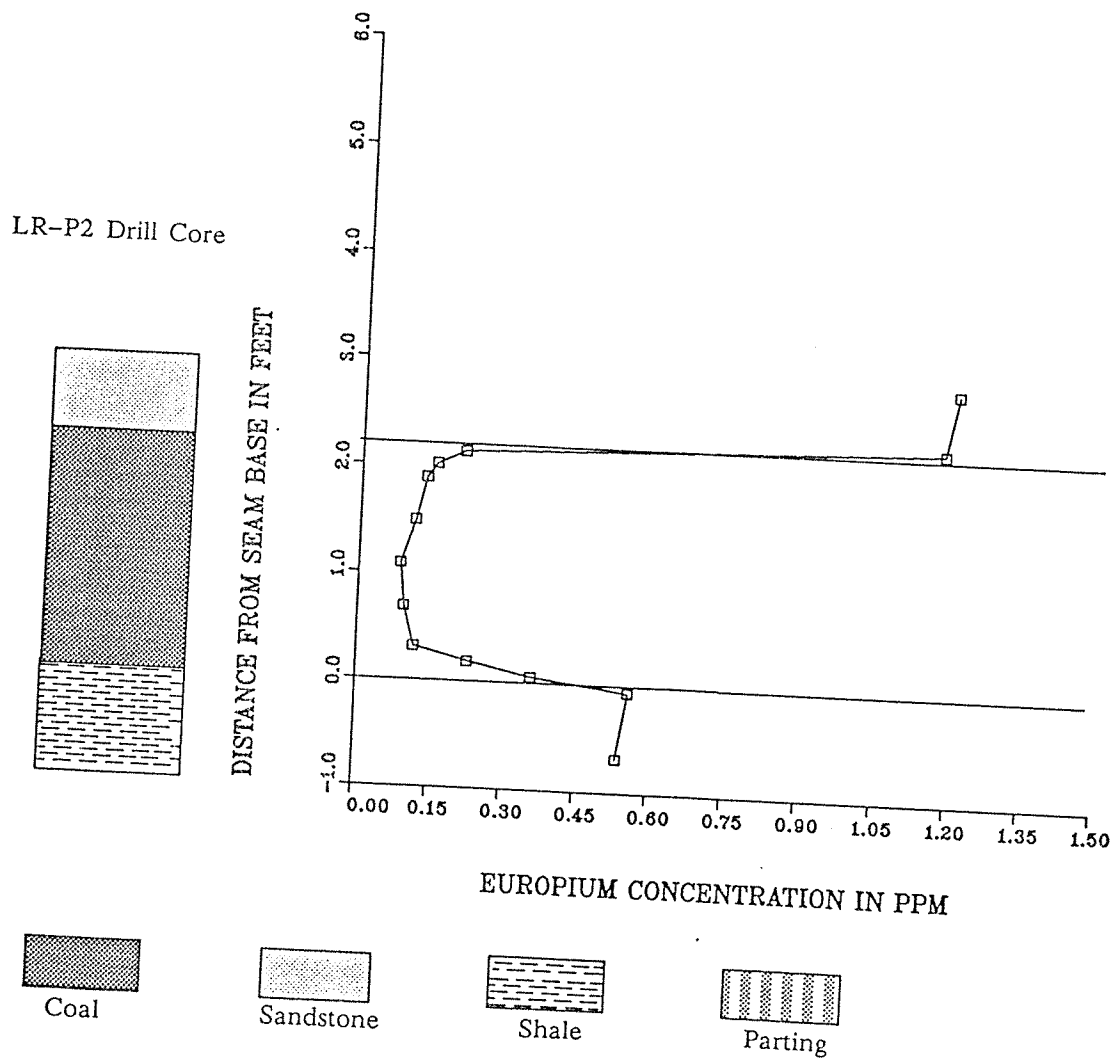 LR-P2 Drill Core
DISTANCE FROM SEAM BASE IN FEET
6.0
5.0
4.0
3.0
2.0
1.0
0.0
-1.0
0.00 0.15 0.30 0.45 0.60 0.75 0.90 1.05 1.20 1.35 1.50
EUROPIUM CONCENTRATION IN PPM
Coal
Sandstone
Shale
Parting